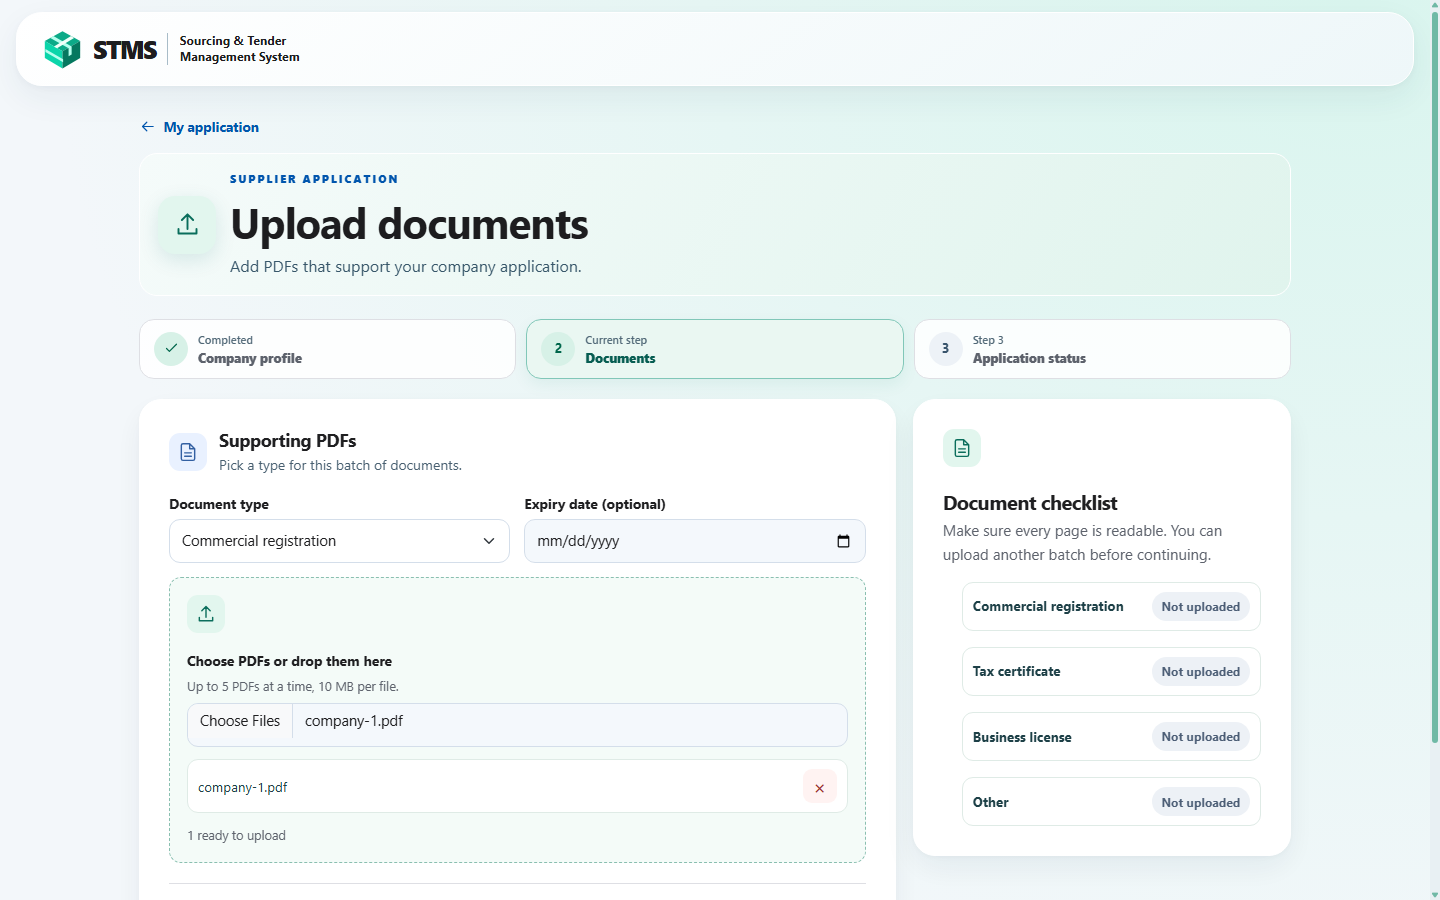 STMS
Sourcing & Tender
Management System
My application
SUPPLIER APPLICATION
Upload documents
Add PDFs that support your company application.
Completed
Company profile
2
Current step
Documents
3
Step 3
Application status
Supporting PDFs
Pick a type for this batch of documents.
Document type
Expiry date (optional)
Commercial registration
mm/dd/yyyy
Choose PDFs or drop them here
Up to 5 PDFs at a time, 10 MB per file.
Choose Files company-1.pdf
company-1.pdf
1 ready to upload
Document checklist
Make sure every page is readable. You can
upload another batch before continuing.
Commercial registration Not uploaded
Tax certificate Not uploaded
Business license Not uploaded
Other Not uploaded